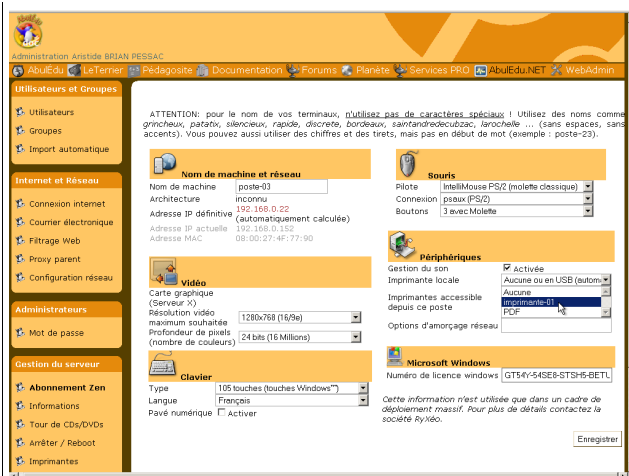 AbulÉdu
Administration Aristide BRIAN PESSAC
AbulÉdu LeTerrier Pédagosite Documentation Forums Planète Services PRO AbulEdu.NET WebAdmin
Utilisateurs et Groupes
Utilisateurs
Groupes
Import automatique
Internet et Réseau
Connexion internet
Courrier électronique
Filtrage Web
Proxy parent
Configuration réseau
Administrateurs
Mot de passe
Gestion du serveur
Abonnement Zen
Informations
Tour de CDs/DVDs
Arrêter / Reboot
Imprimantes
ATTENTION: pour le nom de vos terminaux, n'utilisez pas de caractères spéciaux ! Utilisez des noms comme
grincheux, patatix, silencieux, rapide, discrete, bordeaux, saintandredecubzac, larochelle ... (sans espaces, sans
accents). Vous pouvez aussi utiliser des chiffres et des tirets, mais pas en début de mot (exemple : poste-23).
Nom de machine et réseau
Nom de machine poste-03
Architecture inconnu
Adresse IP définitive 192.168.0.22
(automatiquement calculée)
Adresse IP actuelle 192.168.0.152
Adresse MAC 08:00:27:4F:77:90
Vidéo
Carte graphique
(Serveur X)
Résolution vidéo
maximum souhaitée 1280x768 (16/9e)
Profondeur de pixels
(nombre de couleurs) 24 bits (16 Millions)
Clavier
Type 105 touches (touches Windows™)
Langue Français
Pavé numérique Activer
Souris
Pilote IntelliMouse PS/2 (molette classique)
Connexion psaux (PS/2)
Boutons 3 avec Molette
Périphériques
Gestion du son Activée
Imprimante locale Aucune ou en USB (autom
Imprimantes accessible
depuis ce poste
Aucune
imprimante-01
PDF
Options d'amorçage réseau
Microsoft Windows
Numéro de licence windows GT54Y-54SE8-STSH5-BETU
Cette information n'est utilisée que dans un cadre de
déploiement massif. Pour plus de détails contactez la
société RyXéo.
Enregistrer